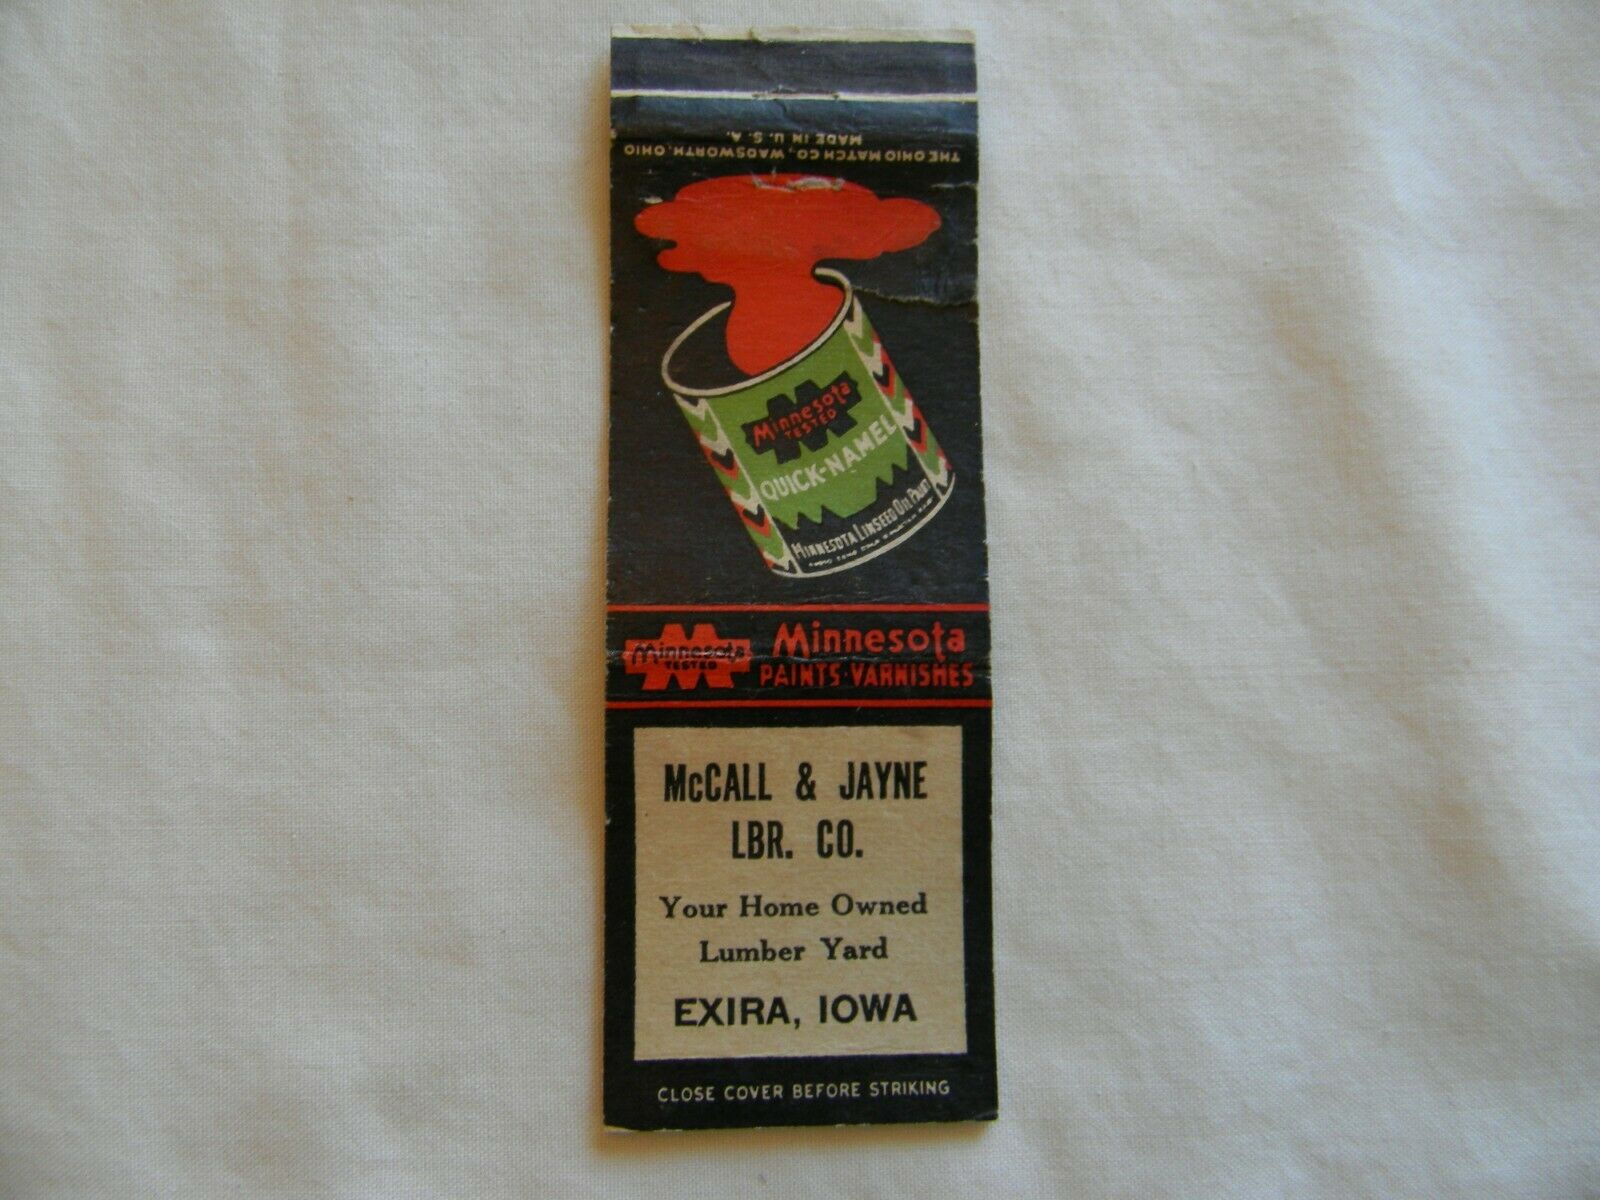 THE OHIO MATCH CO., WADSWORTH, OHIO
MADE IN U. S. A.
Minnesota
TESTED
QUICK-NAMEL
MINNESOTA LINSEED OIL PAINT
Minnesota
TESTED
Minnesota
PAINTS·VARNISHES
McCALL & JAYNE
LBR. CO.
Your Home Owned
Lumber Yard
EXIRA, IOWA
CLOSE COVER BEFORE STRIKING